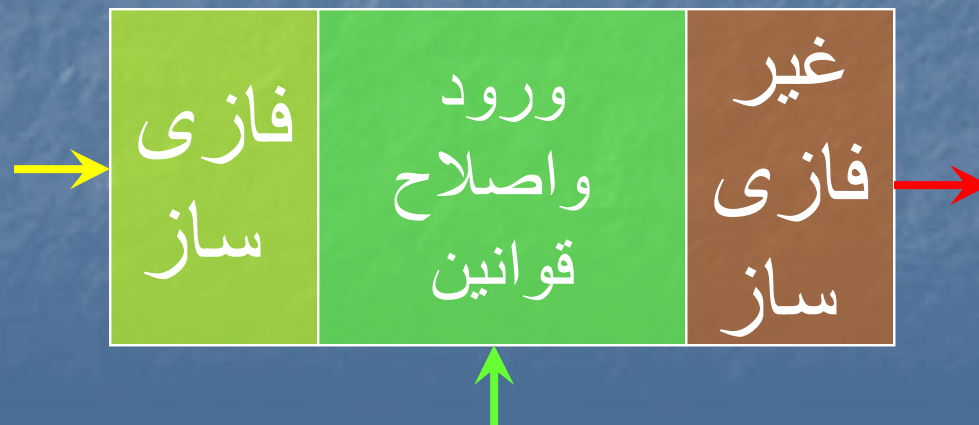 فازی
ساز
ورود
واصلاح
قوانین
غیر
فازی
ساز